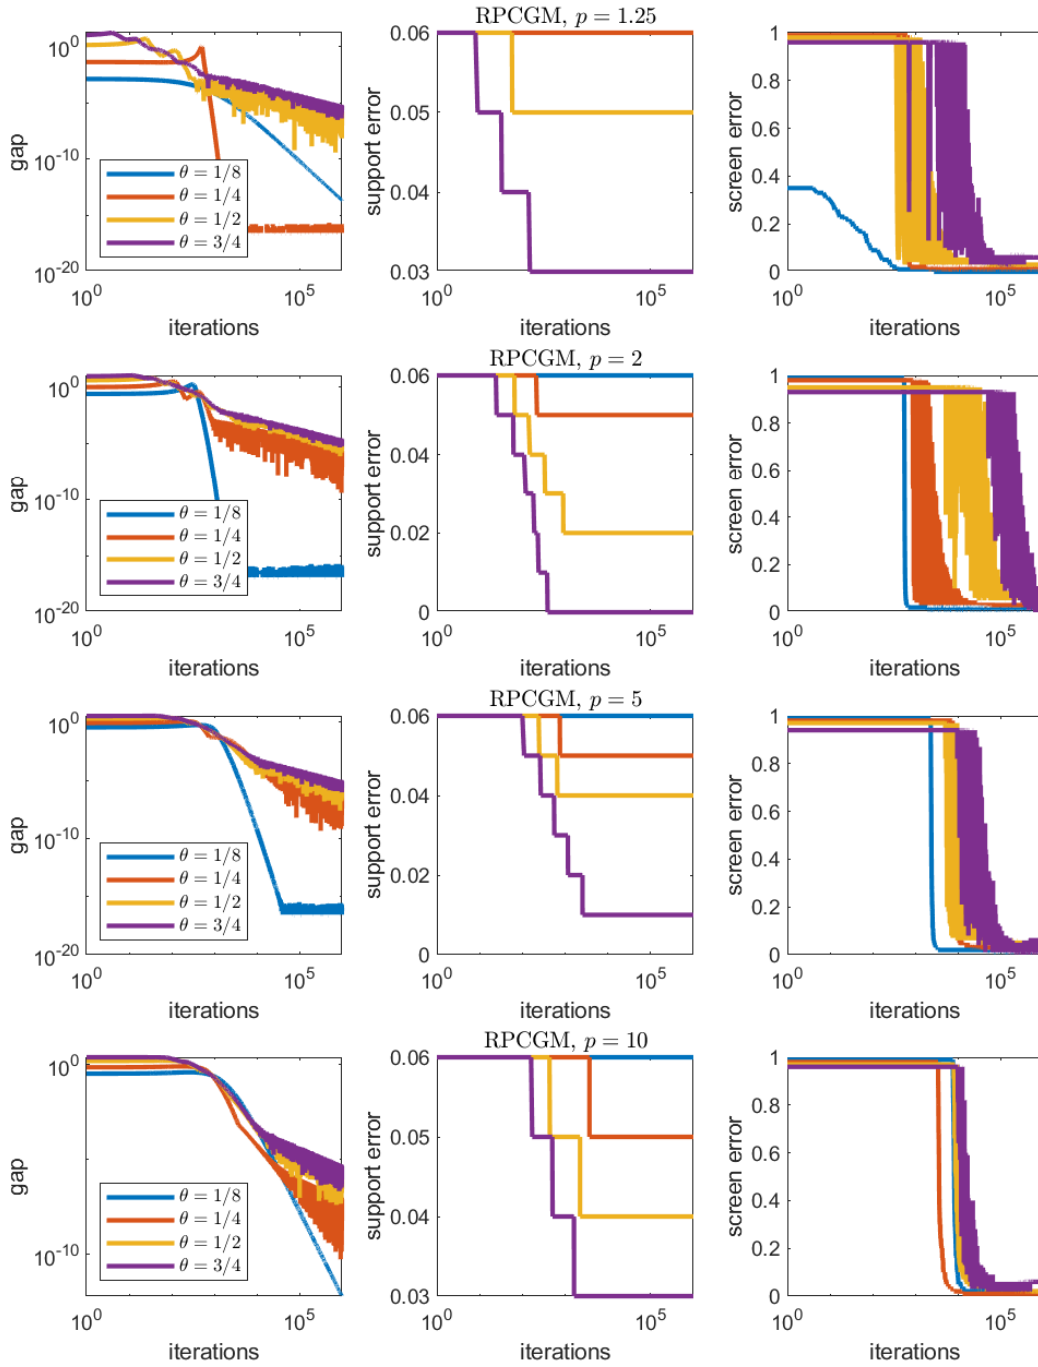 RPCGM, p = 1.25
10^0
10^-10
10^-20
gap
θ = 1/8
θ = 1/4
θ = 1/2
θ = 3/4
10^0
10^5
iterations
0.06
0.05
0.04
0.03
support error
10^0
10^5
iterations
1
0.8
0.6
0.4
0.2
0
screen error
10^0
10^5
iterations
RPCGM, p = 2
10^0
10^-10
10^-20
gap
θ = 1/8
θ = 1/4
θ = 1/2
θ = 3/4
10^0
10^5
iterations
0.06
0.04
0.02
0
support error
10^0
10^5
iterations
1
0.8
0.6
0.4
0.2
0
screen error
10^0
10^5
iterations
RPCGM, p = 5
10^0
10^-10
10^-20
gap
θ = 1/8
θ = 1/4
θ = 1/2
θ = 3/4
10^0
10^5
iterations
0.06
0.04
0.02
0
support error
10^0
10^5
iterations
1
0.8
0.6
0.4
0.2
0
screen error
10^0
10^5
iterations
RPCGM, p = 10
10^0
10^-10
gap
θ = 1/8
θ = 1/4
θ = 1/2
θ = 3/4
10^0
10^5
iterations
0.06
0.05
0.04
0.03
support error
10^0
10^5
iterations
1
0.8
0.6
0.4
0.2
0
screen error
10^0
10^5
iterations